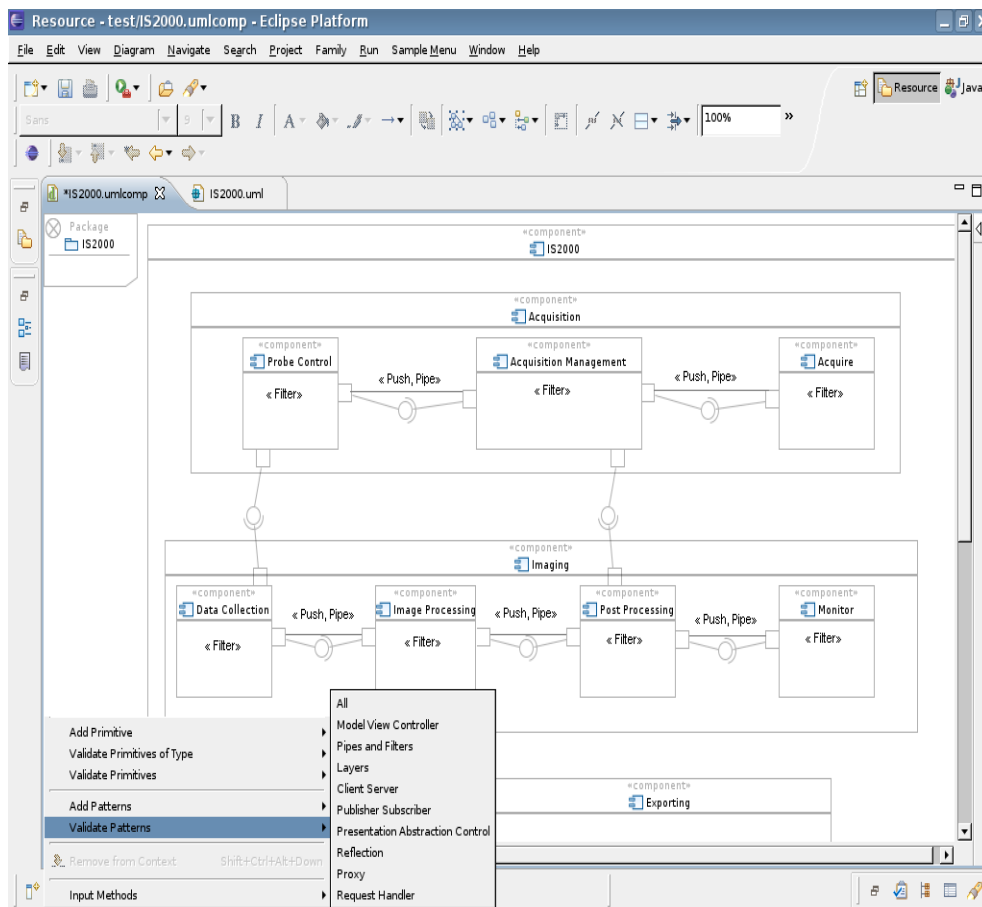 Resource - test/IS2000.umlcomp - Eclipse Platform
File Edit View Diagram Navigate Search Project Family Run Sample Menu Window Help
Resource Java
Sans 9 B I A 100% »
*IS2000.umlcomp IS2000.uml
Package
IS2000
«component»
IS2000
«component»
Acquisition
«component» «component» «component»
Probe Control Acquisition Management Acquire
« Push, Pipe» « Push, Pipe»
« Filter» « Filter» « Filter»
«component»
Imaging
«component» «component» «component» «component»
Data Collection Image Processing Post Processing Monitor
« Push, Pipe» « Push, Pipe» « Push, Pipe»
« Filter» « Filter» « Filter» « Filter»
«component»
Exporting
Add Primitive
Validate Primitives of Type
Validate Primitives
Add Patterns
Validate Patterns
Remove from Context Shift+Ctrl+Alt+Down
Input Methods
All
Model View Controller
Pipes and Filters
Layers
Client Server
Publisher Subscriber
Presentation Abstraction Control
Reflection
Proxy
Request Handler